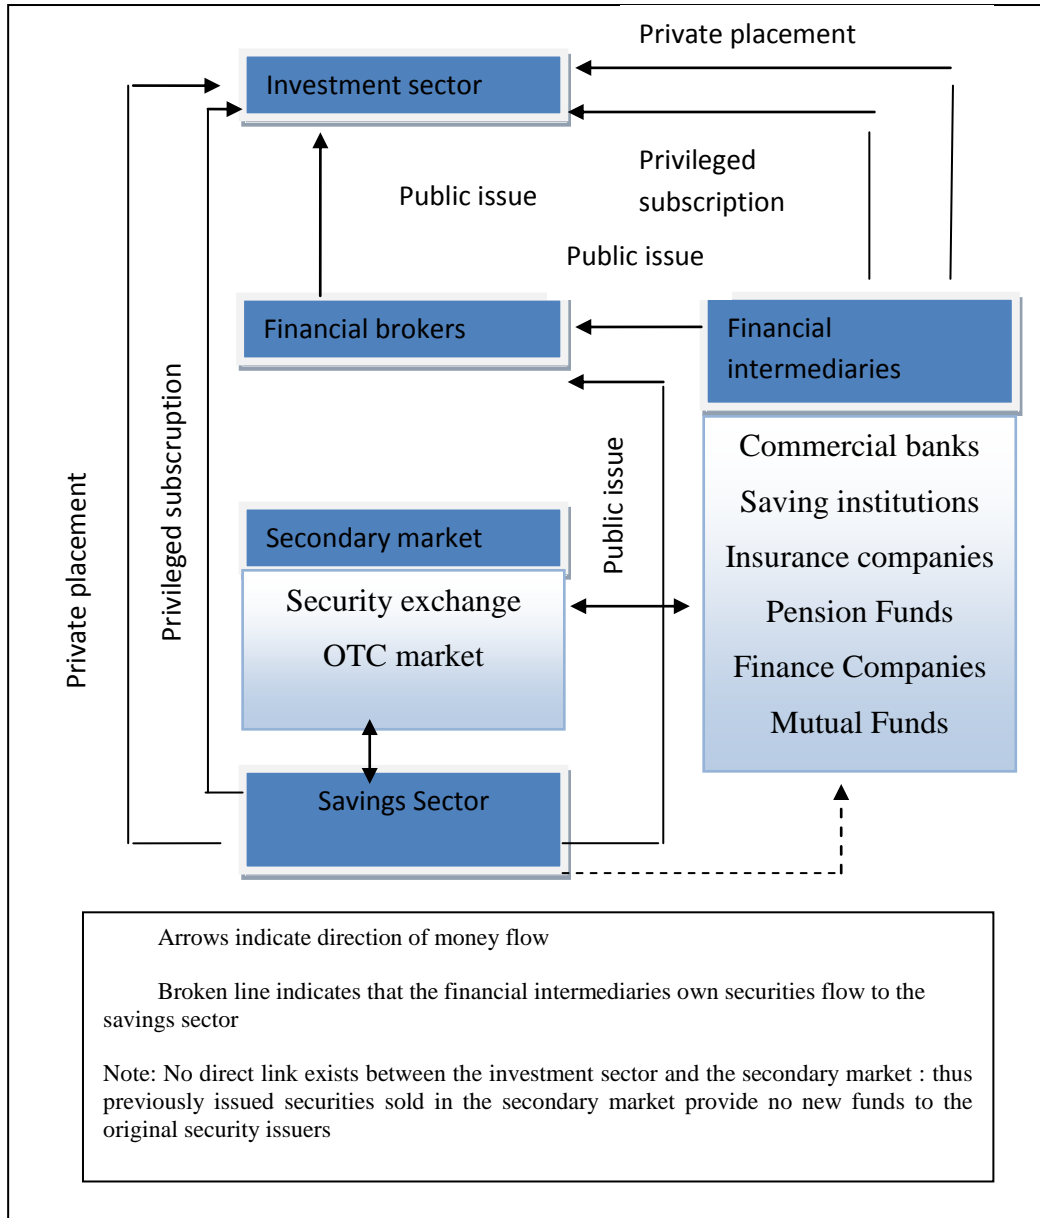 Private placement
Investment sector
Privileged
subscription
Public issue
Public issue
Financial brokers
Financial
intermediaries
Privileged subscruption
Private placement
Public issue
Commercial banks
Saving institutions
Insurance companies
Pension Funds
Finance Companies
Mutual Funds
Secondary market
Security exchange
OTC market
Savings Sector
Arrows indicate direction of money flow
Broken line indicates that the financial intermediaries own securities flow to the
savings sector
Note: No direct link exists between the investment sector and the secondary market : thus
previously issued securities sold in the secondary market provide no new funds to the
original security issuers